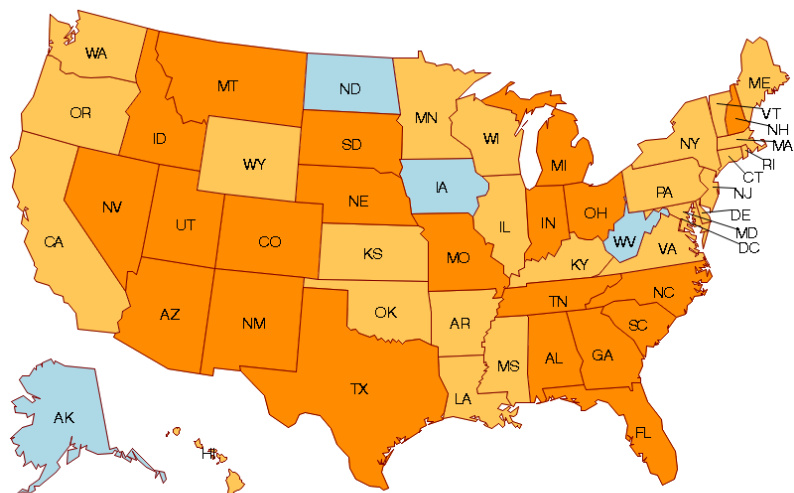 WA
ME
MT
ND
VT
OR
MN
NH
ID
SD
WI
NY
MA
WY
MI
RI
CT
IA
PA
NJ
NE
NV
OH
DE
UT
IL
IN
MD
CO
WV
VA
DC
CA
KS
MO
KY
NC
OK
TN
AZ
NM
AR
SC
AL
GA
MS
TX
LA
AK
FL
HI